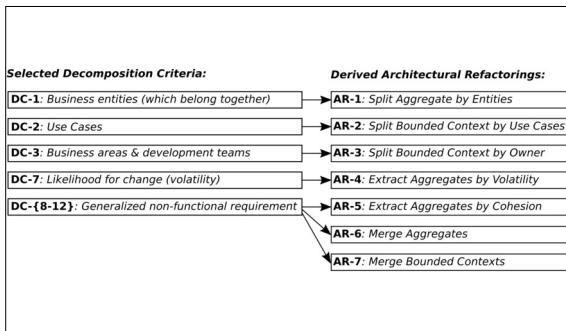 Selected Decomposition Criteria:
DC-1: Business entities (which belong together)
DC-2: Use Cases
DC-3: Business areas & development teams
DC-7: Likelihood for change (volatility)
DC-{8-12}: Generalized non-functional requirement
Derived Architectural Refactorings:
AR-1: Split Aggregate by Entities
AR-2: Split Bounded Context by Use Cases
AR-3: Split Bounded Context by Owner
AR-4: Extract Aggregates by Volatility
AR-5: Extract Aggregates by Cohesion
AR-6: Merge Aggregates
AR-7: Merge Bounded Contexts